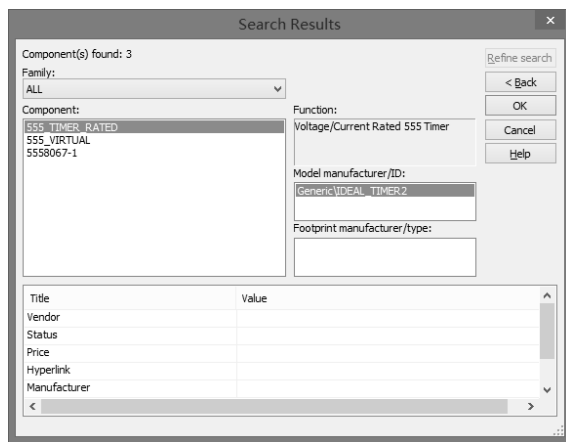 Search Results
Component(s) found: 3
Refine search
Family:
ALL
< Back
Component:
Function:
OK
555_TIMER_RATED
555_VIRTUAL
5558067-1
Voltage/Current Rated 555 Timer
Cancel
Help
Model manufacturer/ID:
Generic\IDEAL_TIMER2
Footprint manufacturer/type:
Title Value
Vendor
Status
Price
Hyperlink
Manufacturer